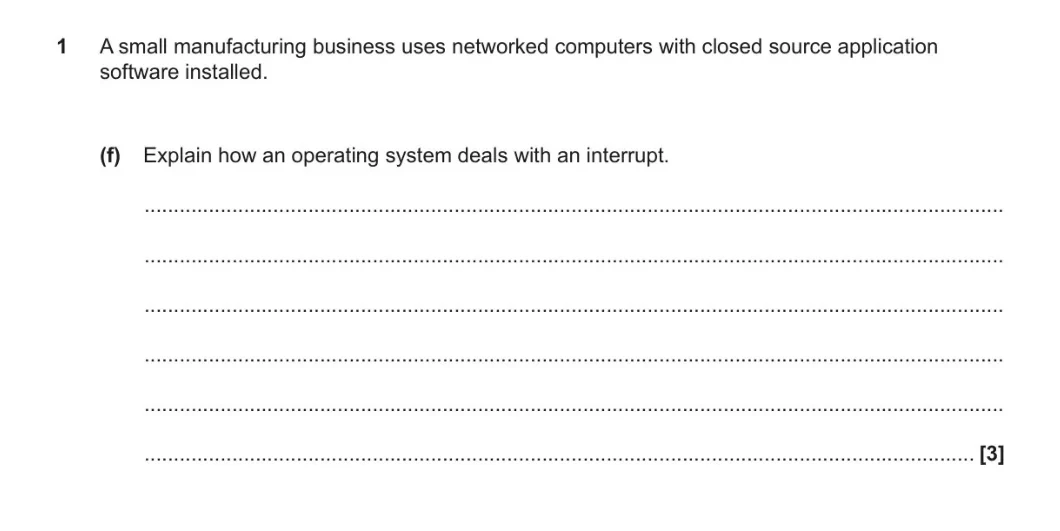 1 A small manufacturing business uses networked computers with closed source application
software installed.
(f) Explain how an operating system deals with an interrupt.
..........................................................................................................................................
..........................................................................................................................................
..........................................................................................................................................
..........................................................................................................................................
..........................................................................................................................................
..................................................................................................................................... [3]